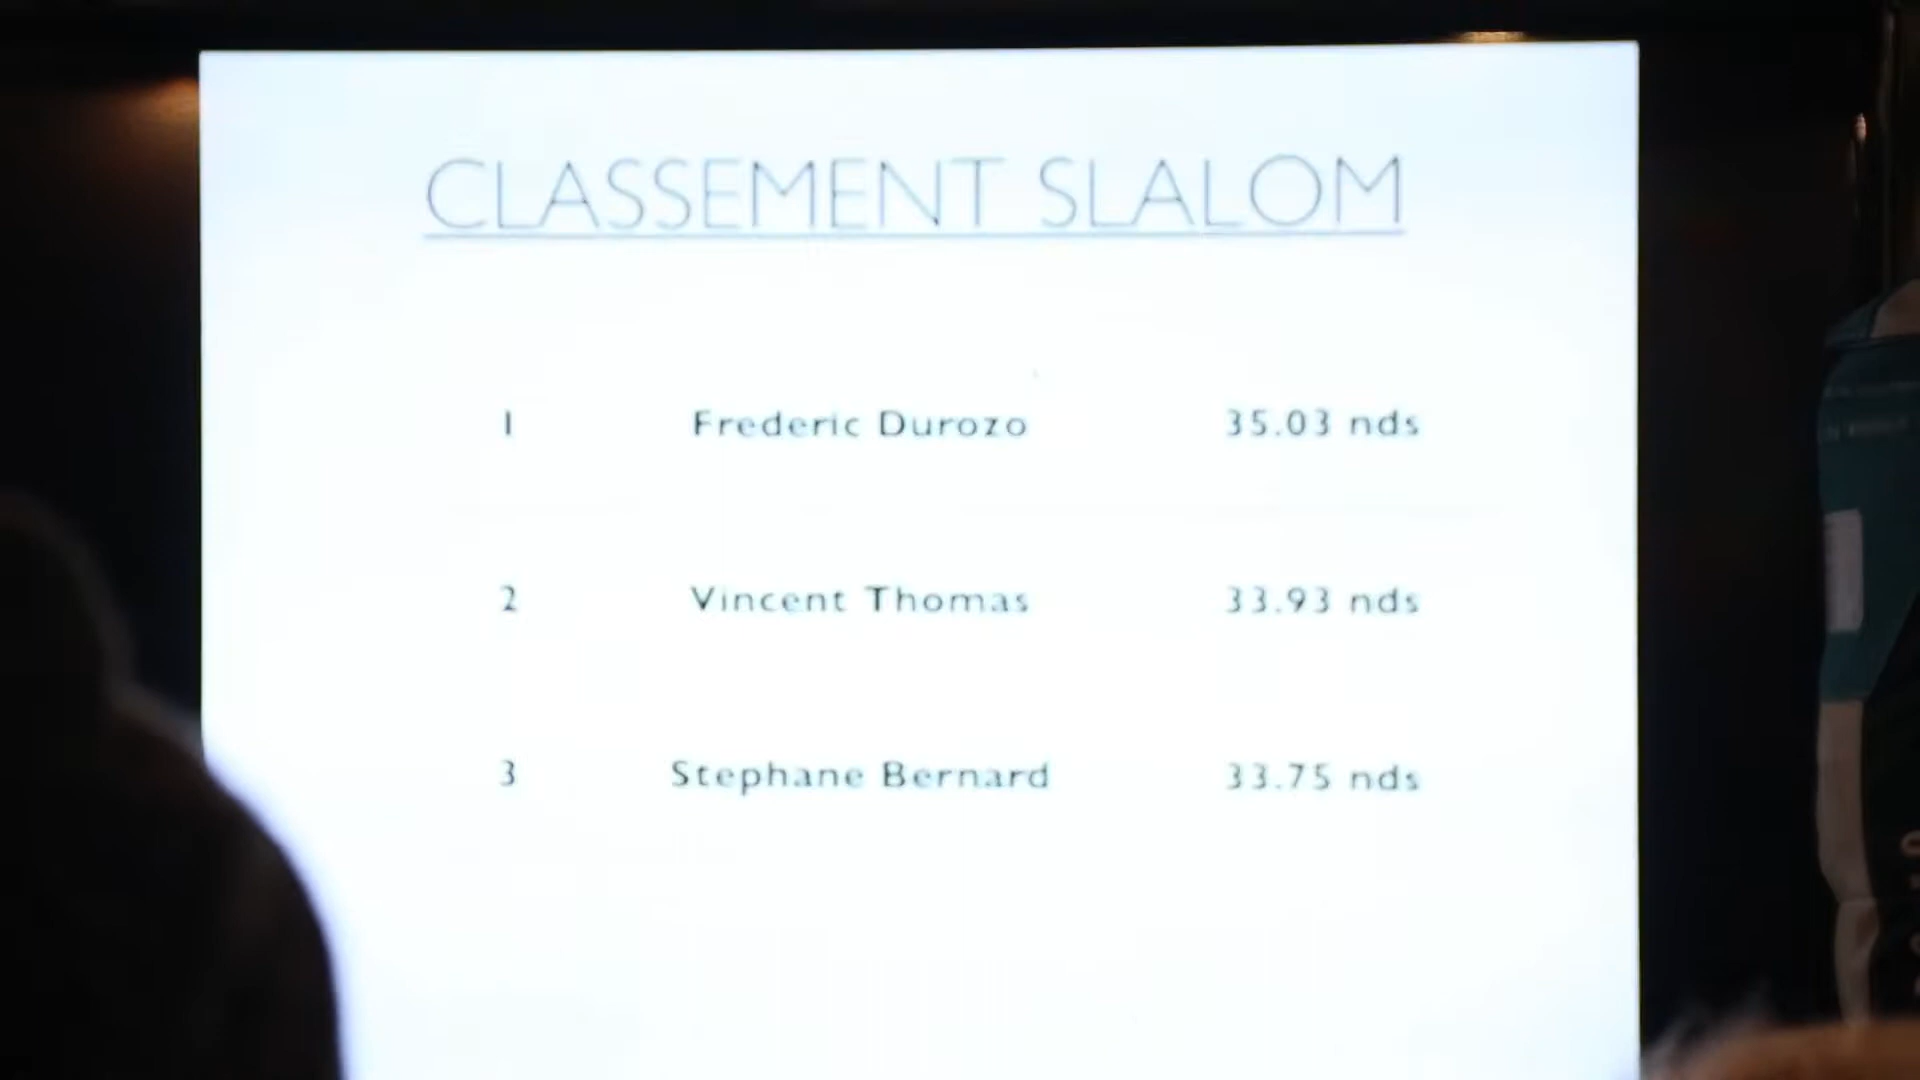 CLASSEMENT SLALOM
1 Frederic Durozo 35.03 nds
2 Vincent Thomas 33.93 nds
3 Stephane Bernard 33.75 nds